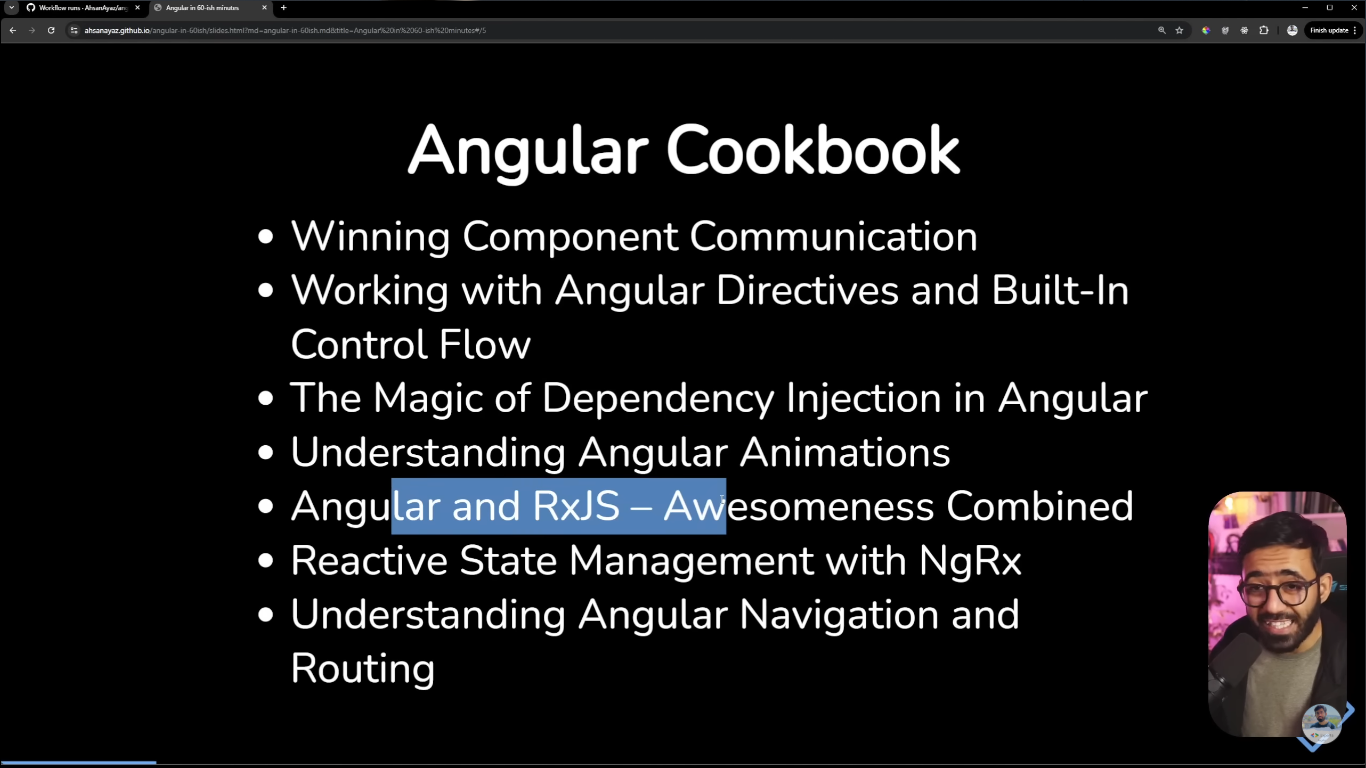 Workflow runs - AhsanAyaz/ang
Angular in 60-ish minutes
ahsanayaz.github.io/angular-in-60ish/slides.html?md=angular-in-60ish.md&title=Angular%20in%2060-ish%20minutes#/5
Finish update
Angular Cookbook
• Winning Component Communication
• Working with Angular Directives and Built-In
Control Flow
• The Magic of Dependency Injection in Angular
• Understanding Angular Animations
• Angular and RxJS – Awesomeness Combined
• Reactive State Management with NgRx
• Understanding Angular Navigation and
Routing